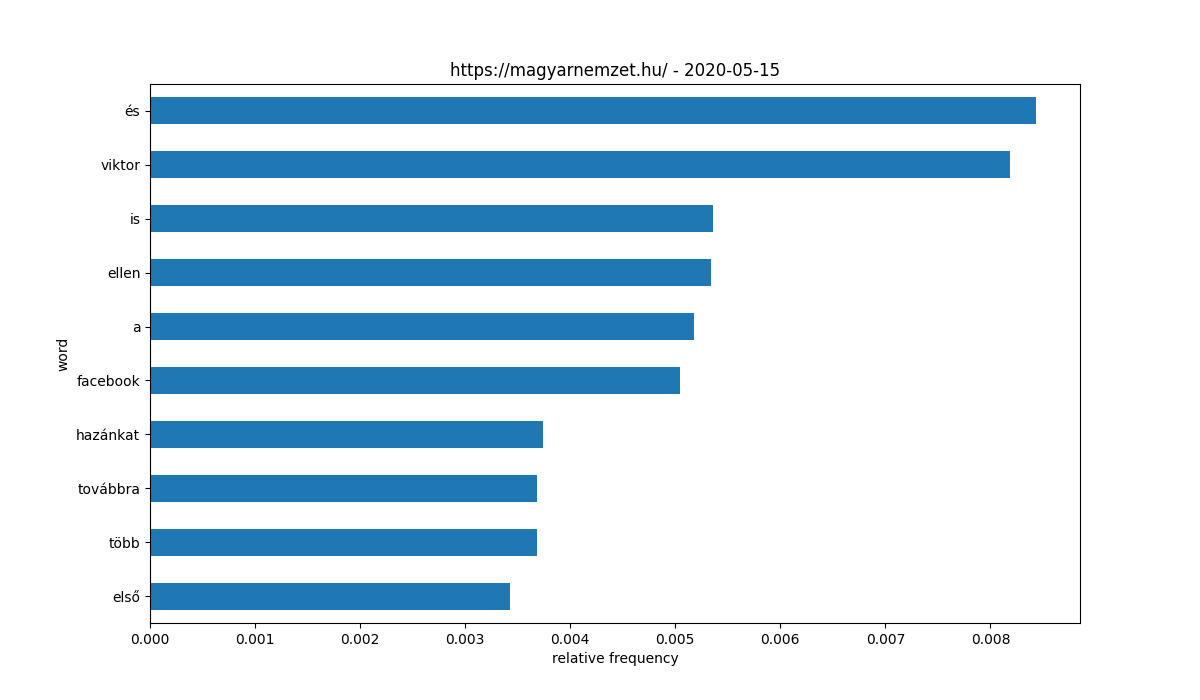 https://magyarnemzet.hu/ - 2020-05-15
és
viktor
is
ellen
a
facebook
hazánkat
továbbra
több
első
word
0.000 0.001 0.002 0.003 0.004 0.005 0.006 0.007 0.008
relative frequency